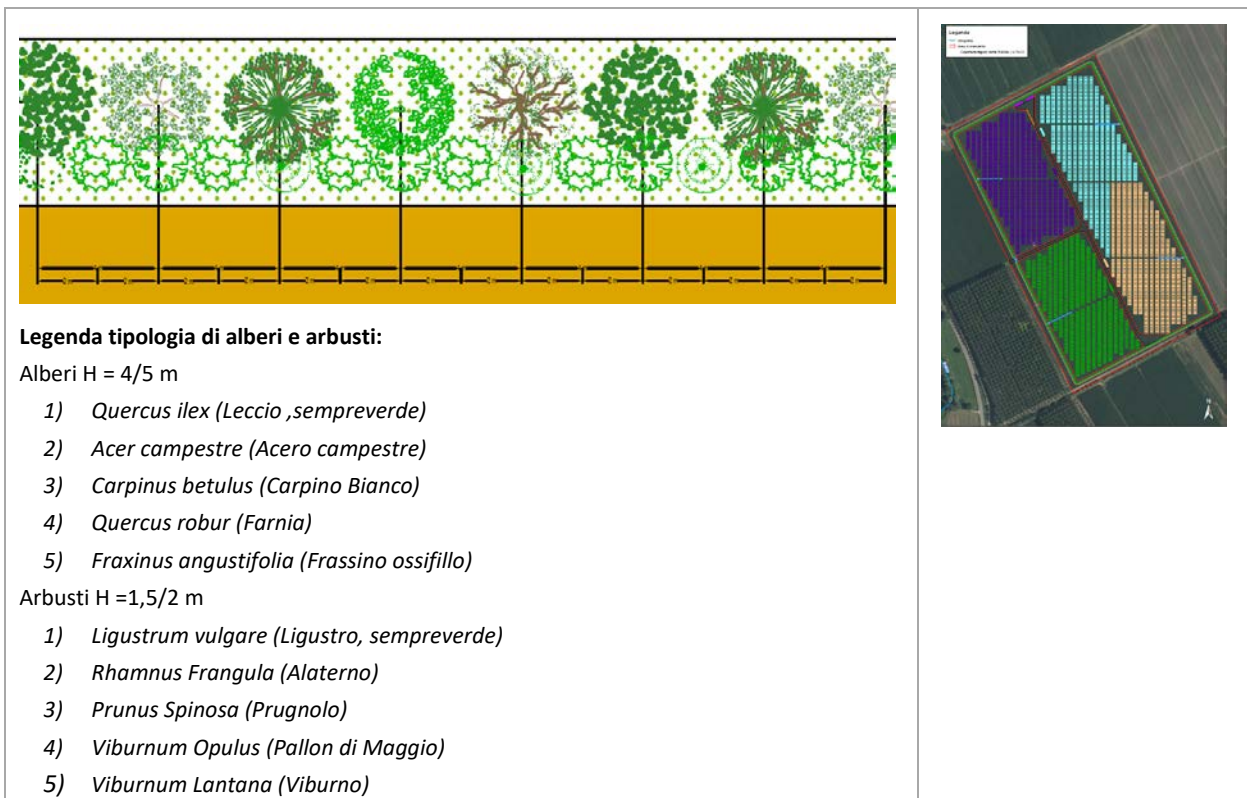 Legenda
Legenda tipologia di alberi e arbusti:
Alberi H = 4/5 m
1) Quercus ilex (Leccio ,sempreverde)
2) Acer campestre (Acero campestre)
3) Carpinus betulus (Carpino Bianco)
4) Quercus robur (Farnia)
5) Fraxinus angustifolia (Frassino ossifillo)
Arbusti H =1,5/2 m
1) Ligustrum vulgare (Ligustro, sempreverde)
2) Rhamnus Frangula (Alaterno)
3) Prunus Spinosa (Prugnolo)
4) Viburnum Opulus (Pallon di Maggio)
5) Viburnum Lantana (Viburno)